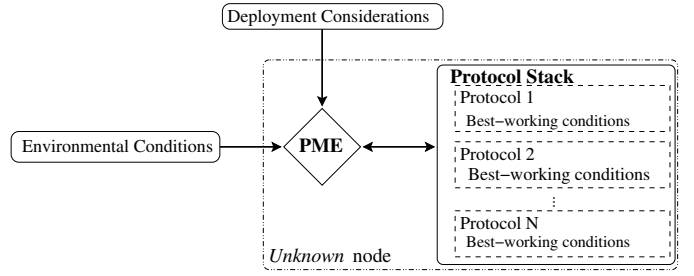 Deployment Considerations
Protocol Stack
Protocol 1
Best−working conditions
Environmental Conditions
PME
Protocol 2
Best−working conditions
...
Protocol N
Best−working conditions
Unknown node